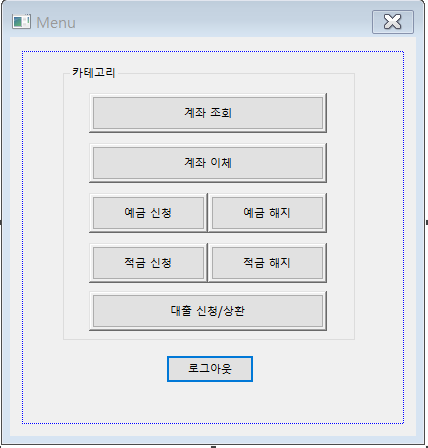 Menu
카테고리
계좌 조회
계좌 이체
예금 신청 예금 해지
적금 신청 적금 해지
대출 신청/상환
로그아웃